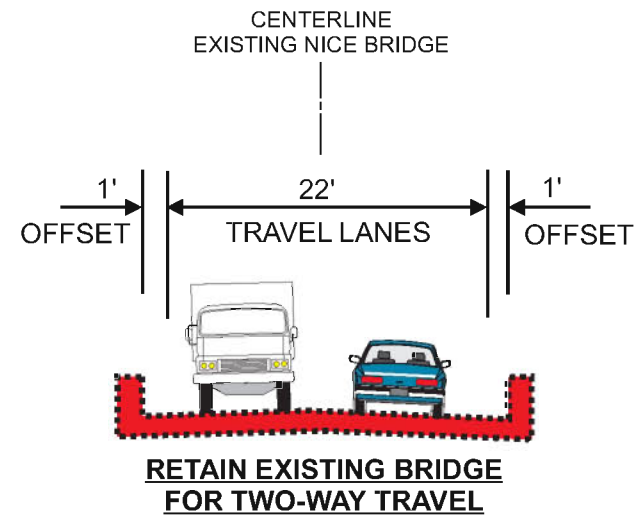 CENTERLINE
EXISTING NICE BRIDGE
1' 22' 1'
OFFSET TRAVEL LANES OFFSET
RETAIN EXISTING BRIDGE
FOR TWO-WAY TRAVEL